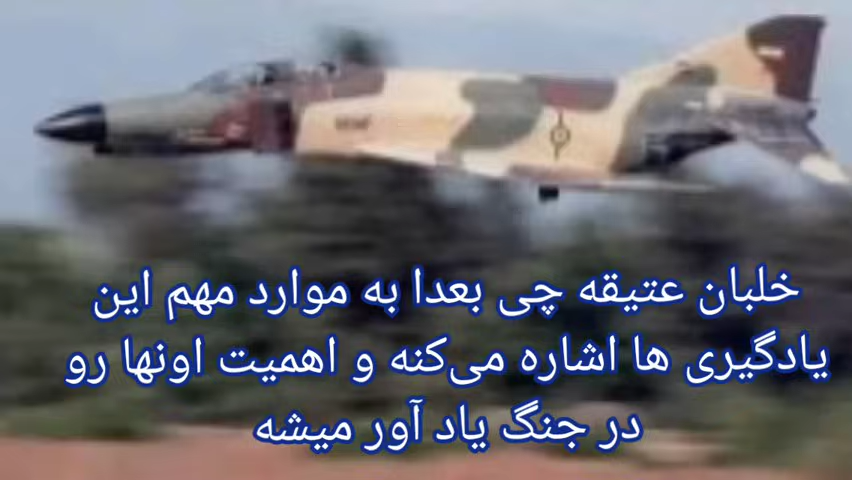 خلبان عتیقه چی بعدا به موارد مهم این
یادگیری ها اشاره می‌کنه و اهمیت اونها رو
در جنگ یاد آور میشه